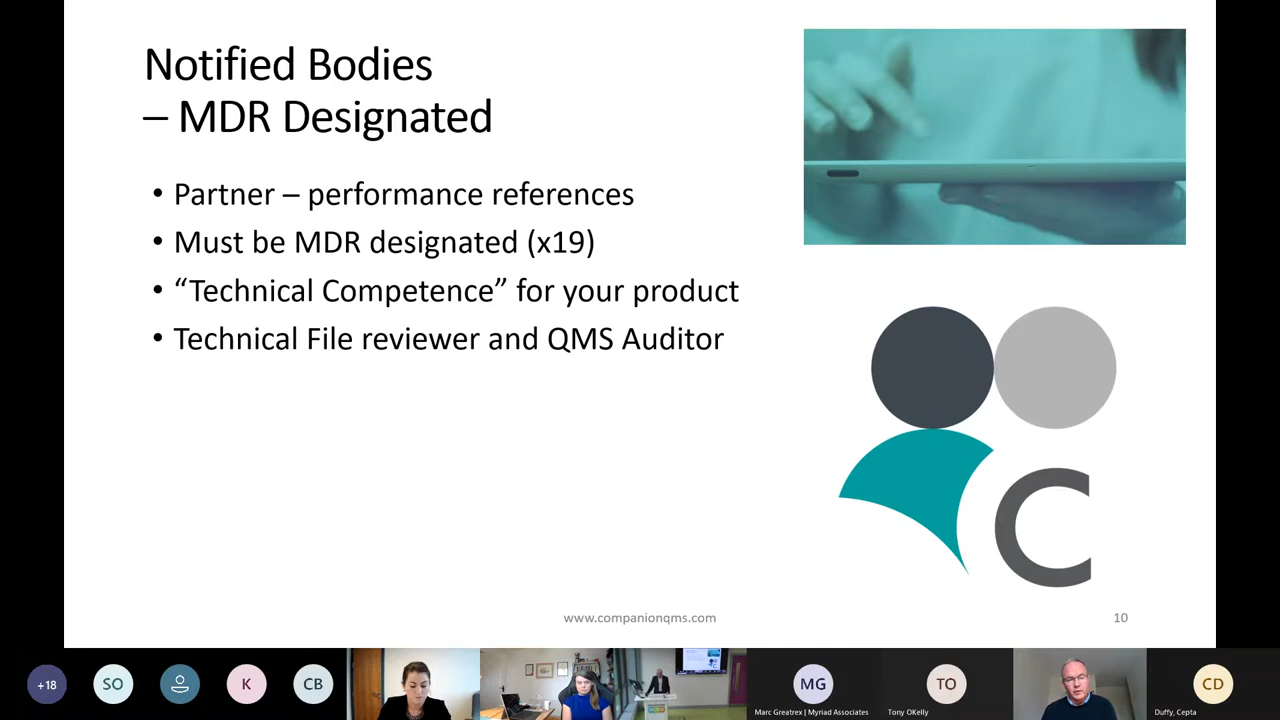 Notified Bodies
– MDR Designated
• Partner – performance references
• Must be MDR designated (x19)
• “Technical Competence” for your product
• Technical File reviewer and QMS Auditor
C
www.companionqms.com
10
+18
SO
K
CB
MG
Marc Greatrex | Myriad Associates
TO
Tony OKelly
CD
Duffy, Cepta